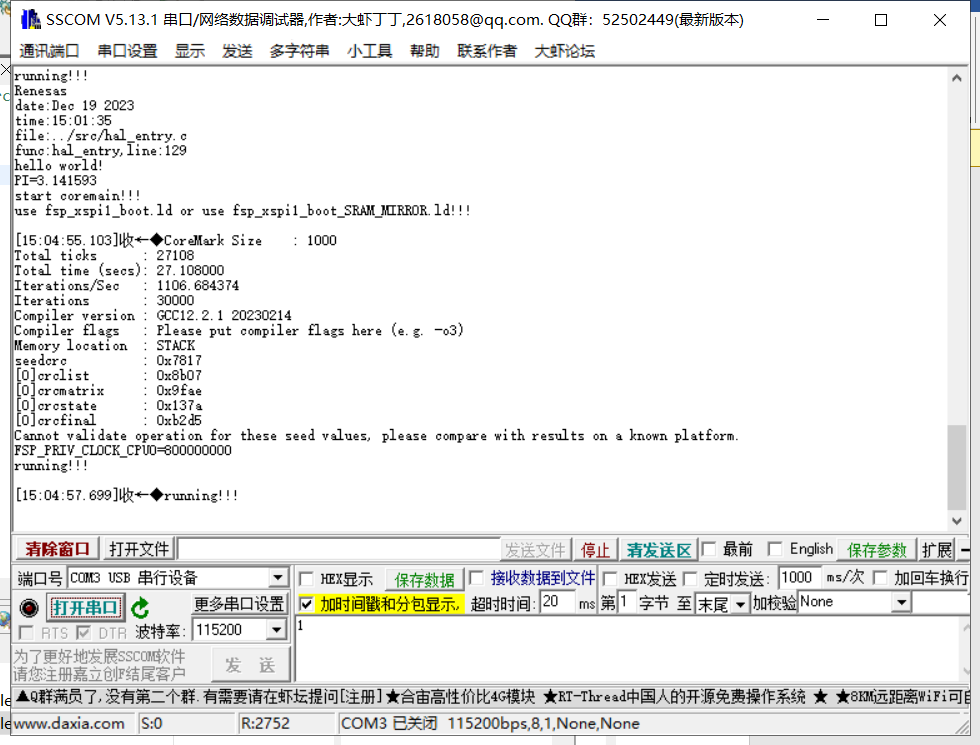 SSCOM V5.13.1 串口/网络数据调试器,作者:大虾丁丁,2618058@qq.com. QQ群: 52502449(最新版本)
通讯端口 串口设置 显示 发送 多字符串 小工具 帮助 联系作者 大虾论坛
running!!!
Renesas
date:Dec 19 2023
time:15:01:35
file:../src/hal_entry.c
func:hal_entry,line:129
hello world!
PI=3.141593
start coremain!!!
use fsp_xspi1_boot.ld or use fsp_xspi1_boot_SRAM_MIRROR.ld!!!
[15:04:55.103]收←◆CoreMark Size    : 1000
Total ticks      : 27108
Total time (secs): 27.108000
Iterations/Sec   : 1106.684374
Iterations       : 30000
Compiler version : GCC12.2.1 20230214
Compiler flags   : Please put compiler flags here (e.g. -o3)
Memory location  : STACK
seedcrc          : 0x7817
[0]crclist       : 0x8b07
[0]crcmatrix     : 0x9fae
[0]crcstate      : 0x137a
[0]crcfinal      : 0xb2d5
Cannot validate operation for these seed values, please compare with results on a known platform.
FSP_PRIV_CLOCK_CPU0=800000000
running!!!
[15:04:57.699]收←◆running!!!
清除窗口 打开文件 发送文件 停止 清发送区 最前 English 保存参数 扩展
端口号 COM3 USB 串行设备 HEX显示 保存数据 接收数据到文件 HEX发送 定时发送: 1000 ms/次 加回车换行
打开串口 更多串口设置 加时间戳和分包显示, 超时时间: 20 ms 第 1 字节 至 末尾 加校验 None
RTS DTR 波特率: 115200 1
为了更好地发展SSCOM软件
请您注册嘉立创F结尾客户
发 送
▲Q群满员了,没有第二个群.有需要请在虾坛提问[注册]★合宙高性价比4G模块 ★RT-Thread中国人的开源免费操作系统 ★ ★8KM远距离WiFi可
www.daxia.com S:0 R:2752 COM3 已关闭 115200bps,8,1,None,None